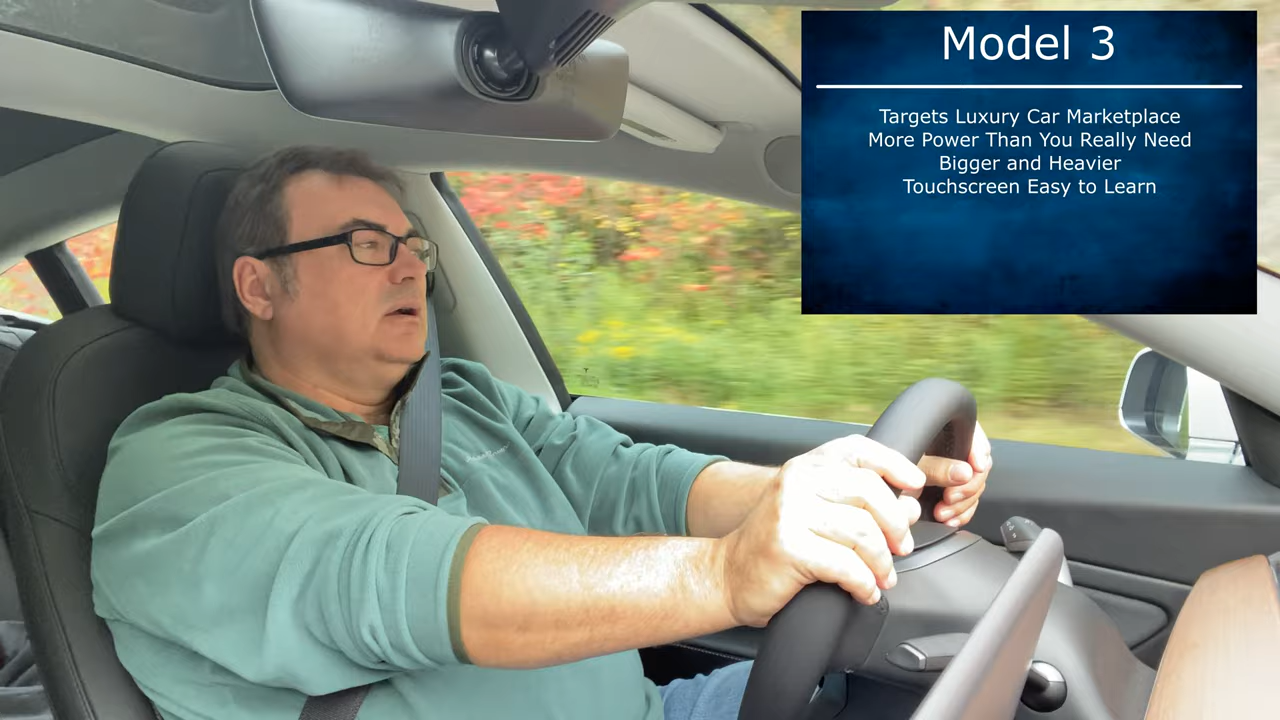 Model 3
Targets Luxury Car Marketplace
More Power Than You Really Need
Bigger and Heavier
Touchscreen Easy to Learn